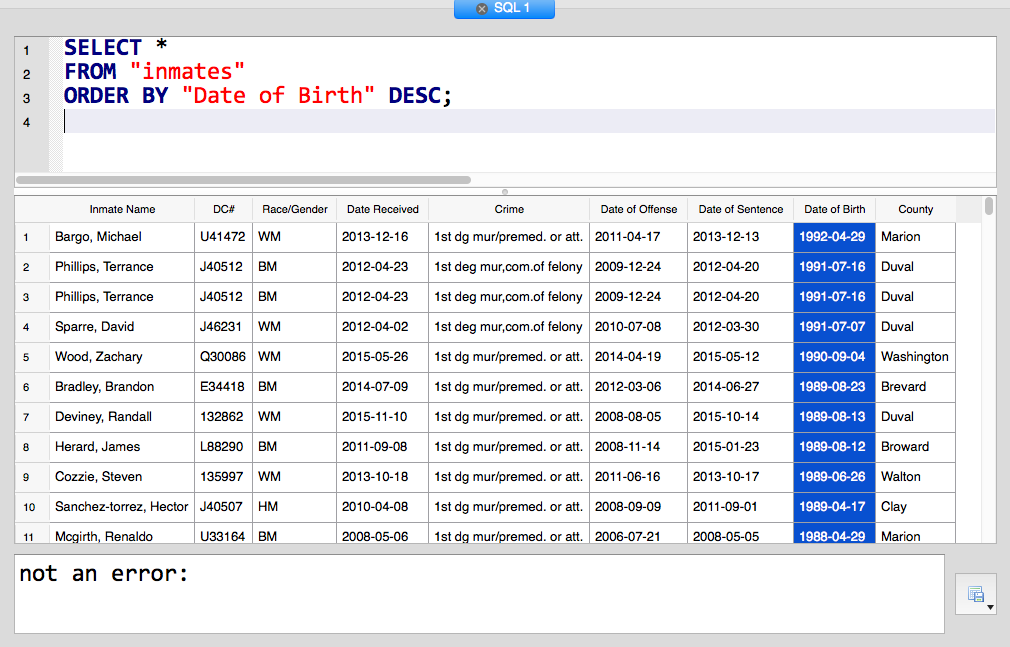 SQL 1
1 SELECT *
2 FROM "inmates"
3 ORDER BY "Date of Birth" DESC;
4
Inmate Name DC# Race/Gender Date Received Crime Date of Offense Date of Sentence Date of Birth County
1 Bargo, Michael U41472 WM 2013-12-16 1st dg mur/premed. or att. 2011-04-17 2013-12-13 1992-04-29 Marion
2 Phillips, Terrance J40512 BM 2012-04-23 1st deg mur,com.of felony 2009-12-24 2012-04-20 1991-07-16 Duval
3 Phillips, Terrance J40512 BM 2012-04-23 1st deg mur,com.of felony 2009-12-24 2012-04-20 1991-07-16 Duval
4 Sparre, David J46231 WM 2012-04-02 1st deg mur,com.of felony 2010-07-08 2012-03-30 1991-07-07 Duval
5 Wood, Zachary Q30086 WM 2015-05-26 1st dg mur/premed. or att. 2014-04-19 2015-05-12 1990-09-04 Washington
6 Bradley, Brandon E34418 BM 2014-07-09 1st dg mur/premed. or att. 2012-03-06 2014-06-27 1989-08-23 Brevard
7 Deviney, Randall 132862 WM 2015-11-10 1st dg mur/premed. or att. 2008-08-05 2015-10-14 1989-08-13 Duval
8 Herard, James L88290 BM 2011-09-08 1st dg mur/premed. or att. 2008-11-14 2015-01-23 1989-08-12 Broward
9 Cozzie, Steven 135997 WM 2013-10-18 1st dg mur/premed. or att. 2011-06-16 2013-10-17 1989-06-26 Walton
10 Sanchez-torrez, Hector J40507 HM 2010-04-08 1st dg mur/premed. or att. 2008-09-09 2011-09-01 1989-04-17 Clay
11 Mcgirth, Renaldo U33164 BM 2008-05-06 1st dg mur/premed. or att. 2006-07-21 2008-05-05 1988-04-29 Marion
not an error: